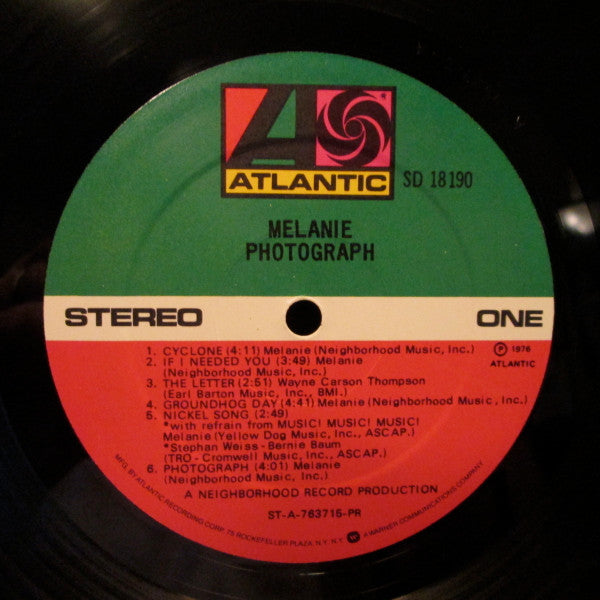 ATLANTIC
SD 18190
MELANIE
PHOTOGRAPH
STEREO
ONE
1. CYCLONE (4:11) Melanie (Neighborhood Music, Inc.)
2. IF I NEEDED YOU (3:49) Melanie
(Neighborhood Music, Inc.)
3. THE LETTER (2:51) Wayne Carson Thompson
(Earl Barton Music, Inc., BMI.)
4. GROUNDHOG DAY (4:41) Melanie (Neighborhood Music, Inc.)
5. NICKEL SONG (2:49)
*with refrain from MUSIC! MUSIC! MUSIC!
Melanie (Yellow Dog Music, Inc., ASCAP.)
*Stephan Weiss-Bernie Baum
(TRO-Cromwell Music, Inc., ASCAP.)
6. PHOTOGRAPH (4:01) Melanie
(Neighborhood Music, Inc.)
℗ 1976
ATLANTIC
A NEIGHBORHOOD RECORD PRODUCTION
ST-A-763715-PR
MFG. BY ATLANTIC RECORDING CORP. 75 ROCKEFELLER PLAZA, N.Y. N.Y. A WARNER COMMUNICATIONS COMPANY